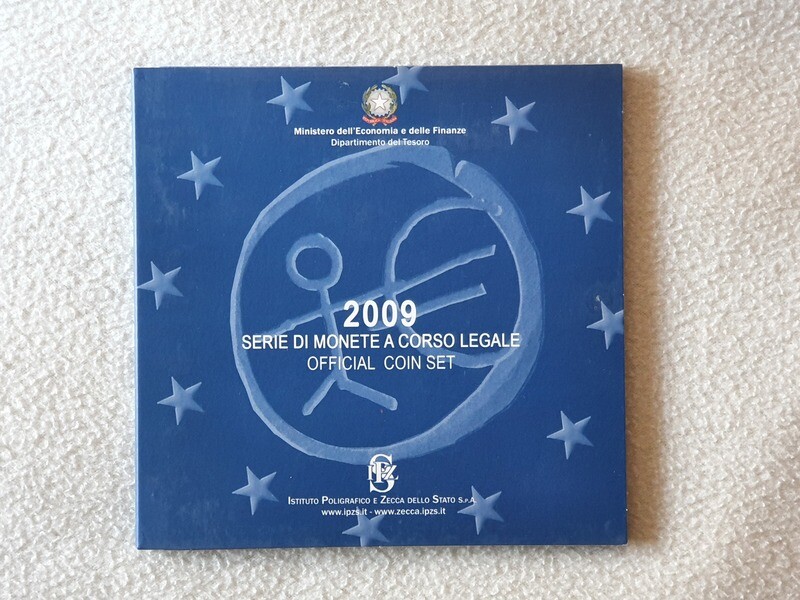 Ministero dell'Economia e delle Finanze
Dipartimento del Tesoro
2009
SERIE DI MONETE A CORSO LEGALE
OFFICIAL COIN SET
IPZS
ISTITUTO POLIGRAFICO E ZECCA DELLO STATO S.P.A.
www.ipzs.it - www.zecca.ipzs.it